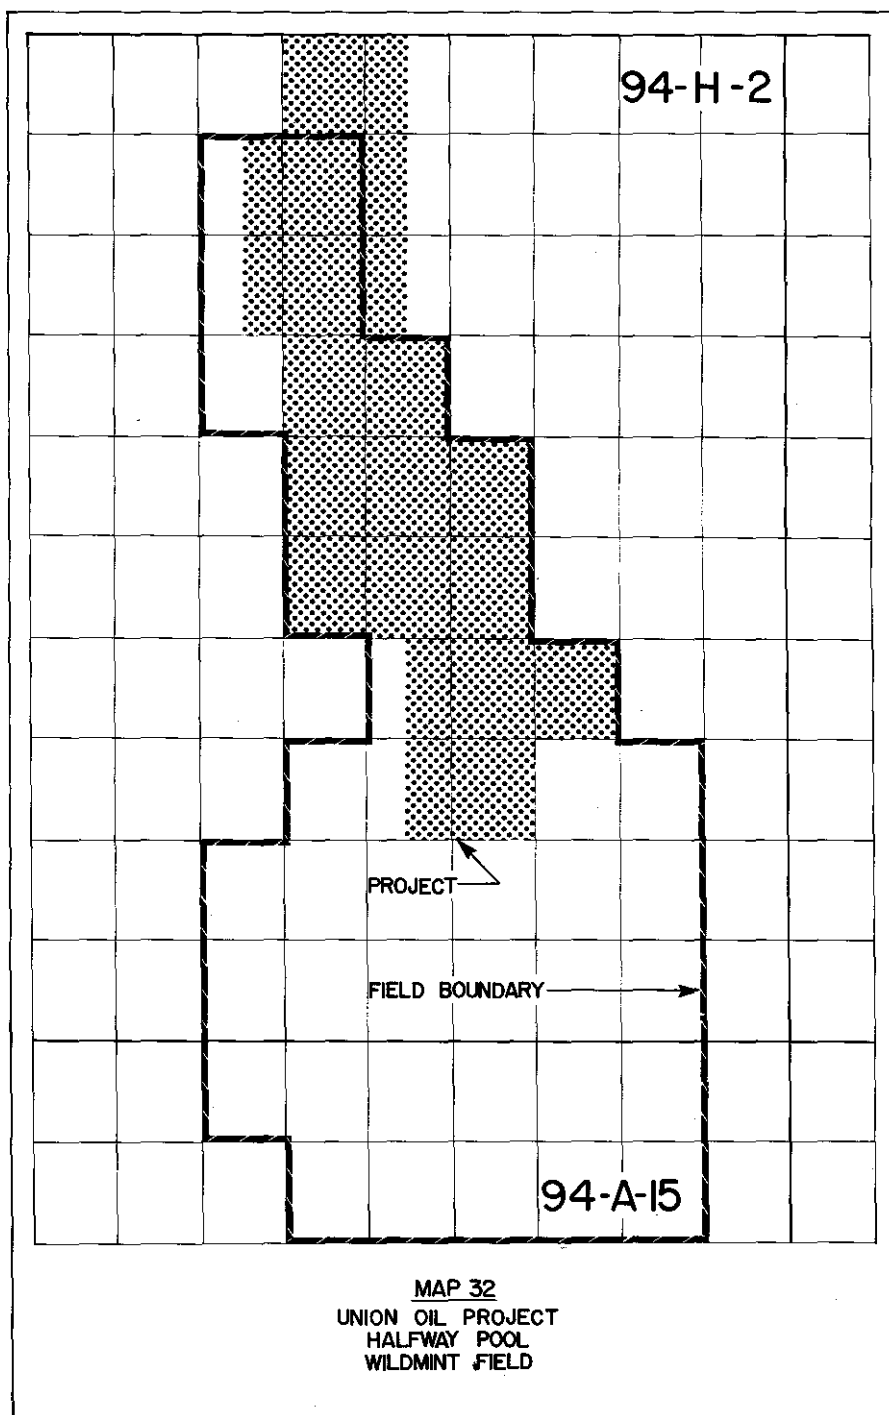 94-H-2
PROJECT
FIELD BOUNDARY
94-A-15
MAP 32
UNION OIL PROJECT
HALFWAY POOL
WILDMINT FIELD